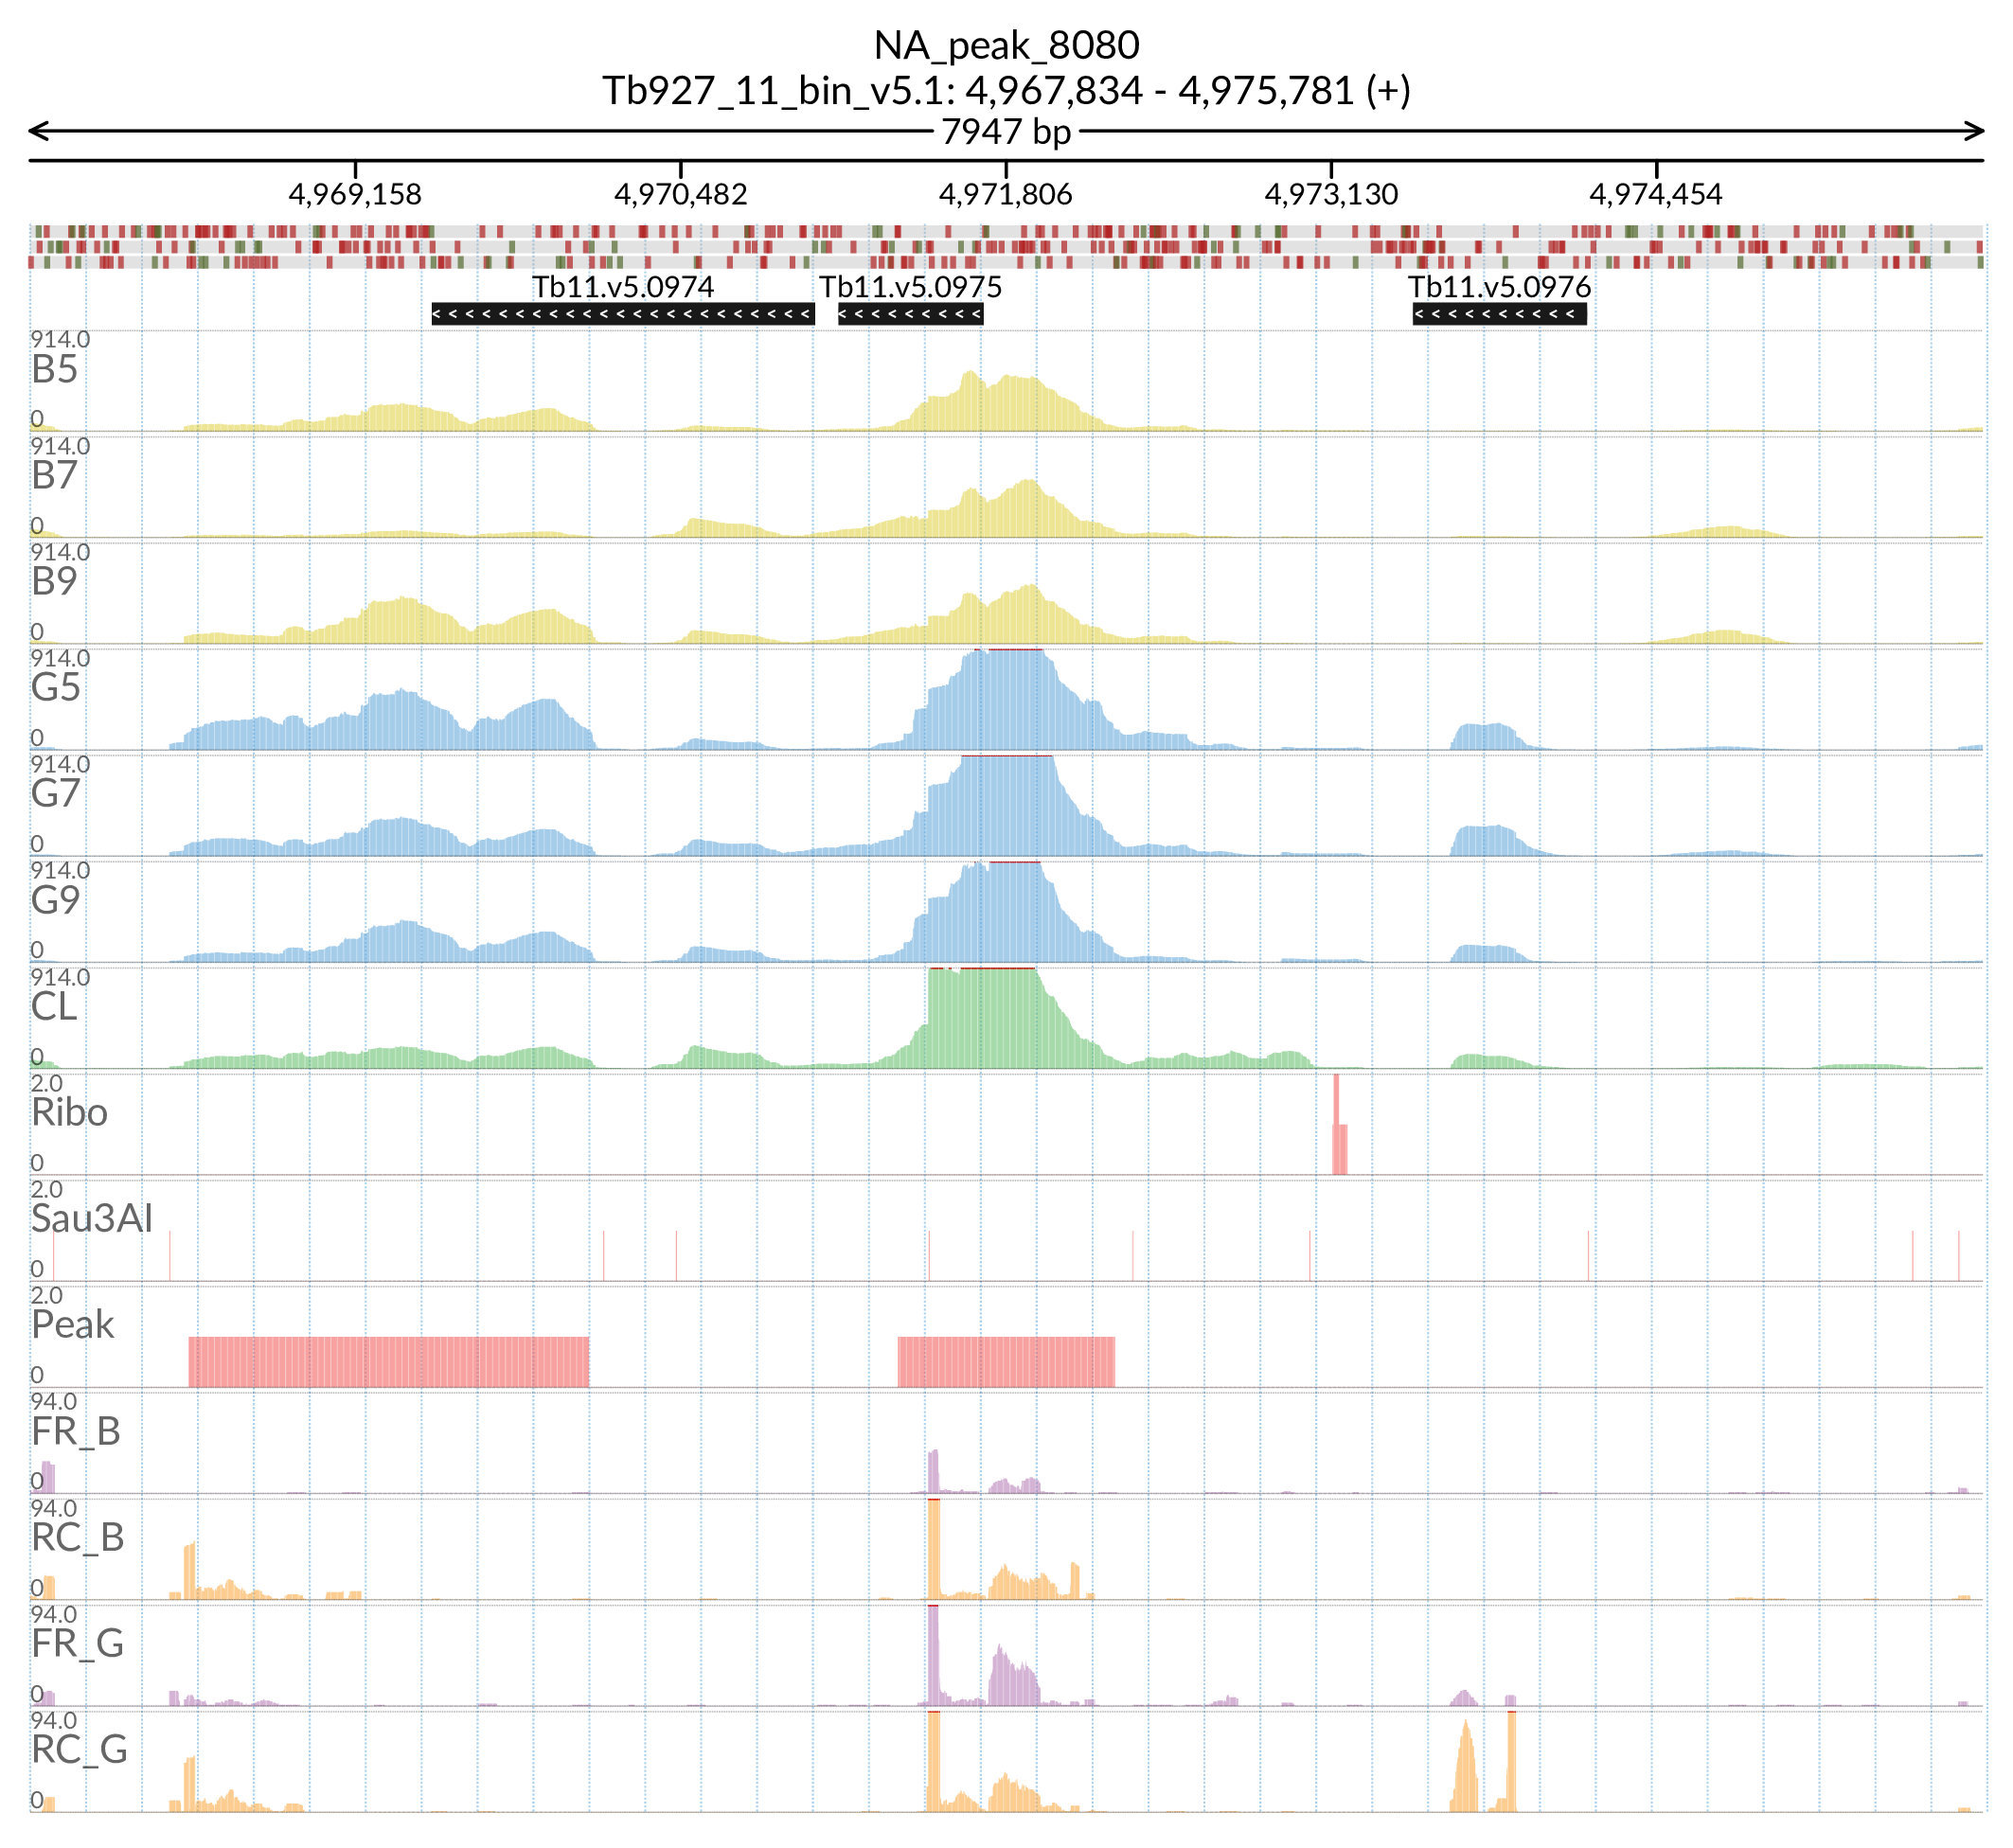 NA_peak_8080
Tb927_11_bin_v5.1: 4,967,834 - 4,975,781 (+)
7947 bp
4,969,158 4,970,482 4,971,806 4,973,130 4,974,454
Tb11.v5.0974 Tb11.v5.0975 Tb11.v5.0976
914.0
B5
0
914.0
B7
0
914.0
B9
0
914.0
G5
0
914.0
G7
0
914.0
G9
0
914.0
CL
0
2.0
Ribo
0
2.0
Sau3AI
0
2.0
Peak
0
94.0
FR_B
0
94.0
RC_B
0
94.0
FR_G
0
94.0
RC_G
0